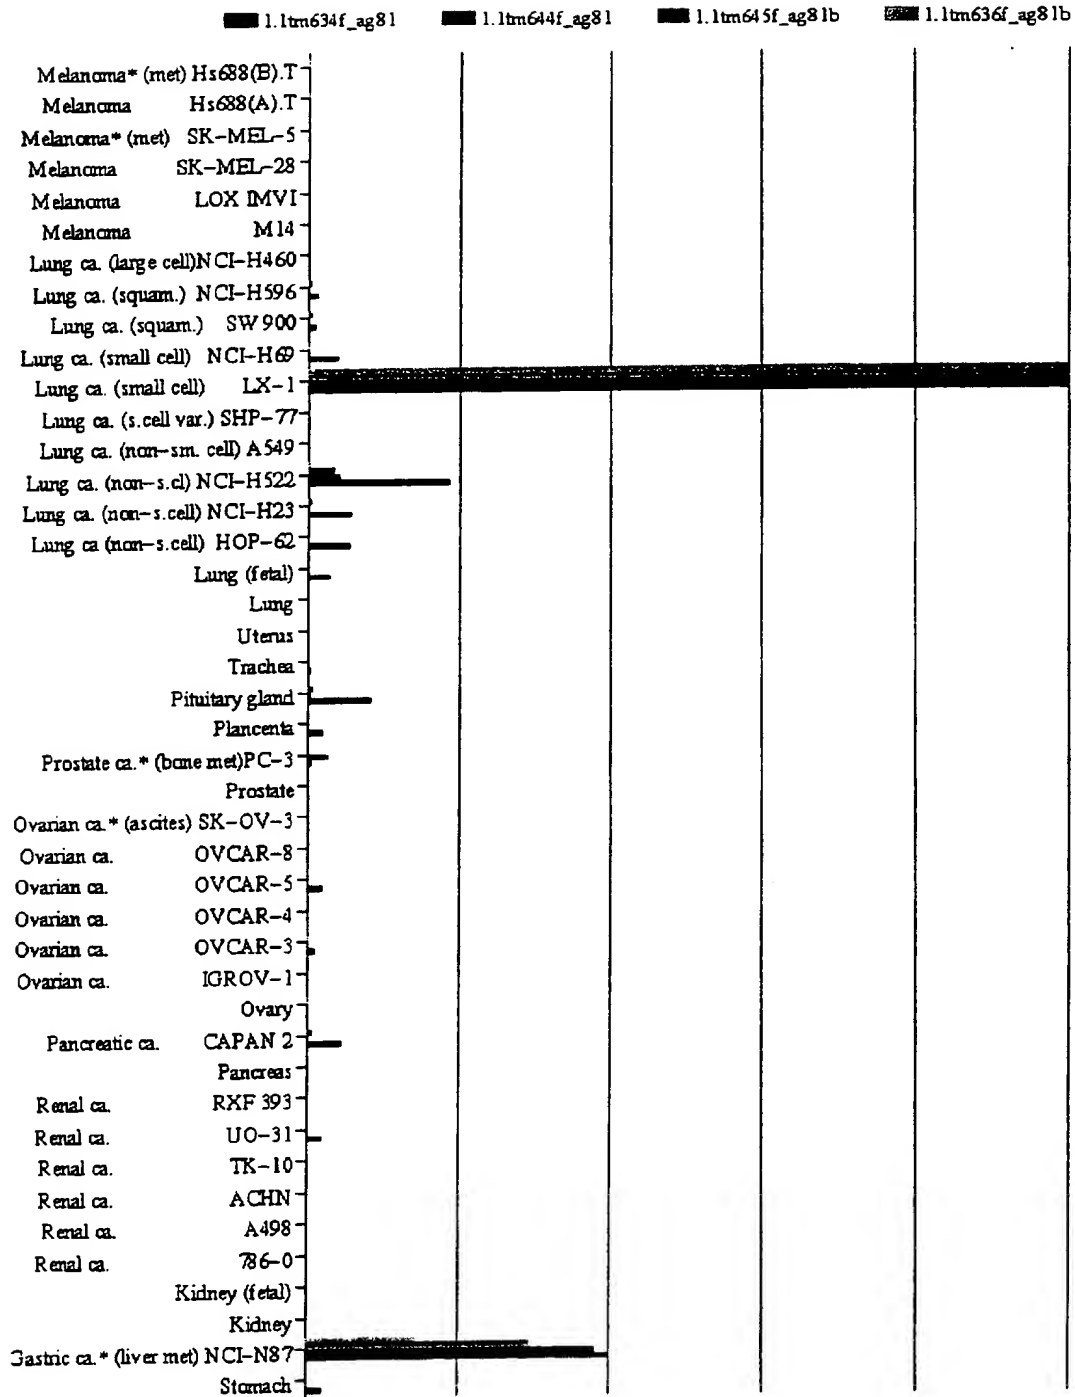 1.1tm634f_ag81 1.1tm644f_ag81 1.1tm645f_ag81b 1.1tm636f_ag81b
Melanoma* (met) Hs688(B).T
Melanoma Hs688(A).T
Melanoma* (met) SK-MEL-5
Melanoma SK-MEL-28
Melanoma LOX IMVI
Melanoma M14
Lung ca. (large cell)NCI-H460
Lung ca. (squam.) NCI-H596
Lung ca. (squam.) SW 900
Lung ca. (small cell) NCI-H69
Lung ca. (small cell) LX-1
Lung ca. (s.cell var.) SHP-77
Lung ca. (non-sm. cell) A549
Lung ca. (non-s.cl) NCI-H522
Lung ca. (non-s.cell) NCI-H23
Lung ca (non-s.cell) HOP-62
Lung (fetal)
Lung
Uterus
Trachea
Pituitary gland
Plancenta
Prostate ca.* (bone met)PC-3
Prostate
Ovarian ca.* (ascites) SK-OV-3
Ovarian ca. OVCAR-8
Ovarian ca. OVCAR-5
Ovarian ca. OVCAR-4
Ovarian ca. OVCAR-3
Ovarian ca. IGROV-1
Ovary
Pancreatic ca. CAPAN 2
Pancreas
Renal ca. RXF 393
Renal ca. UO-31
Renal ca. TK-10
Renal ca. ACHN
Renal ca. A498
Renal ca. 786-0
Kidney (fetal)
Kidney
Gastric ca.* (liver met) NCI-N87
Stomach